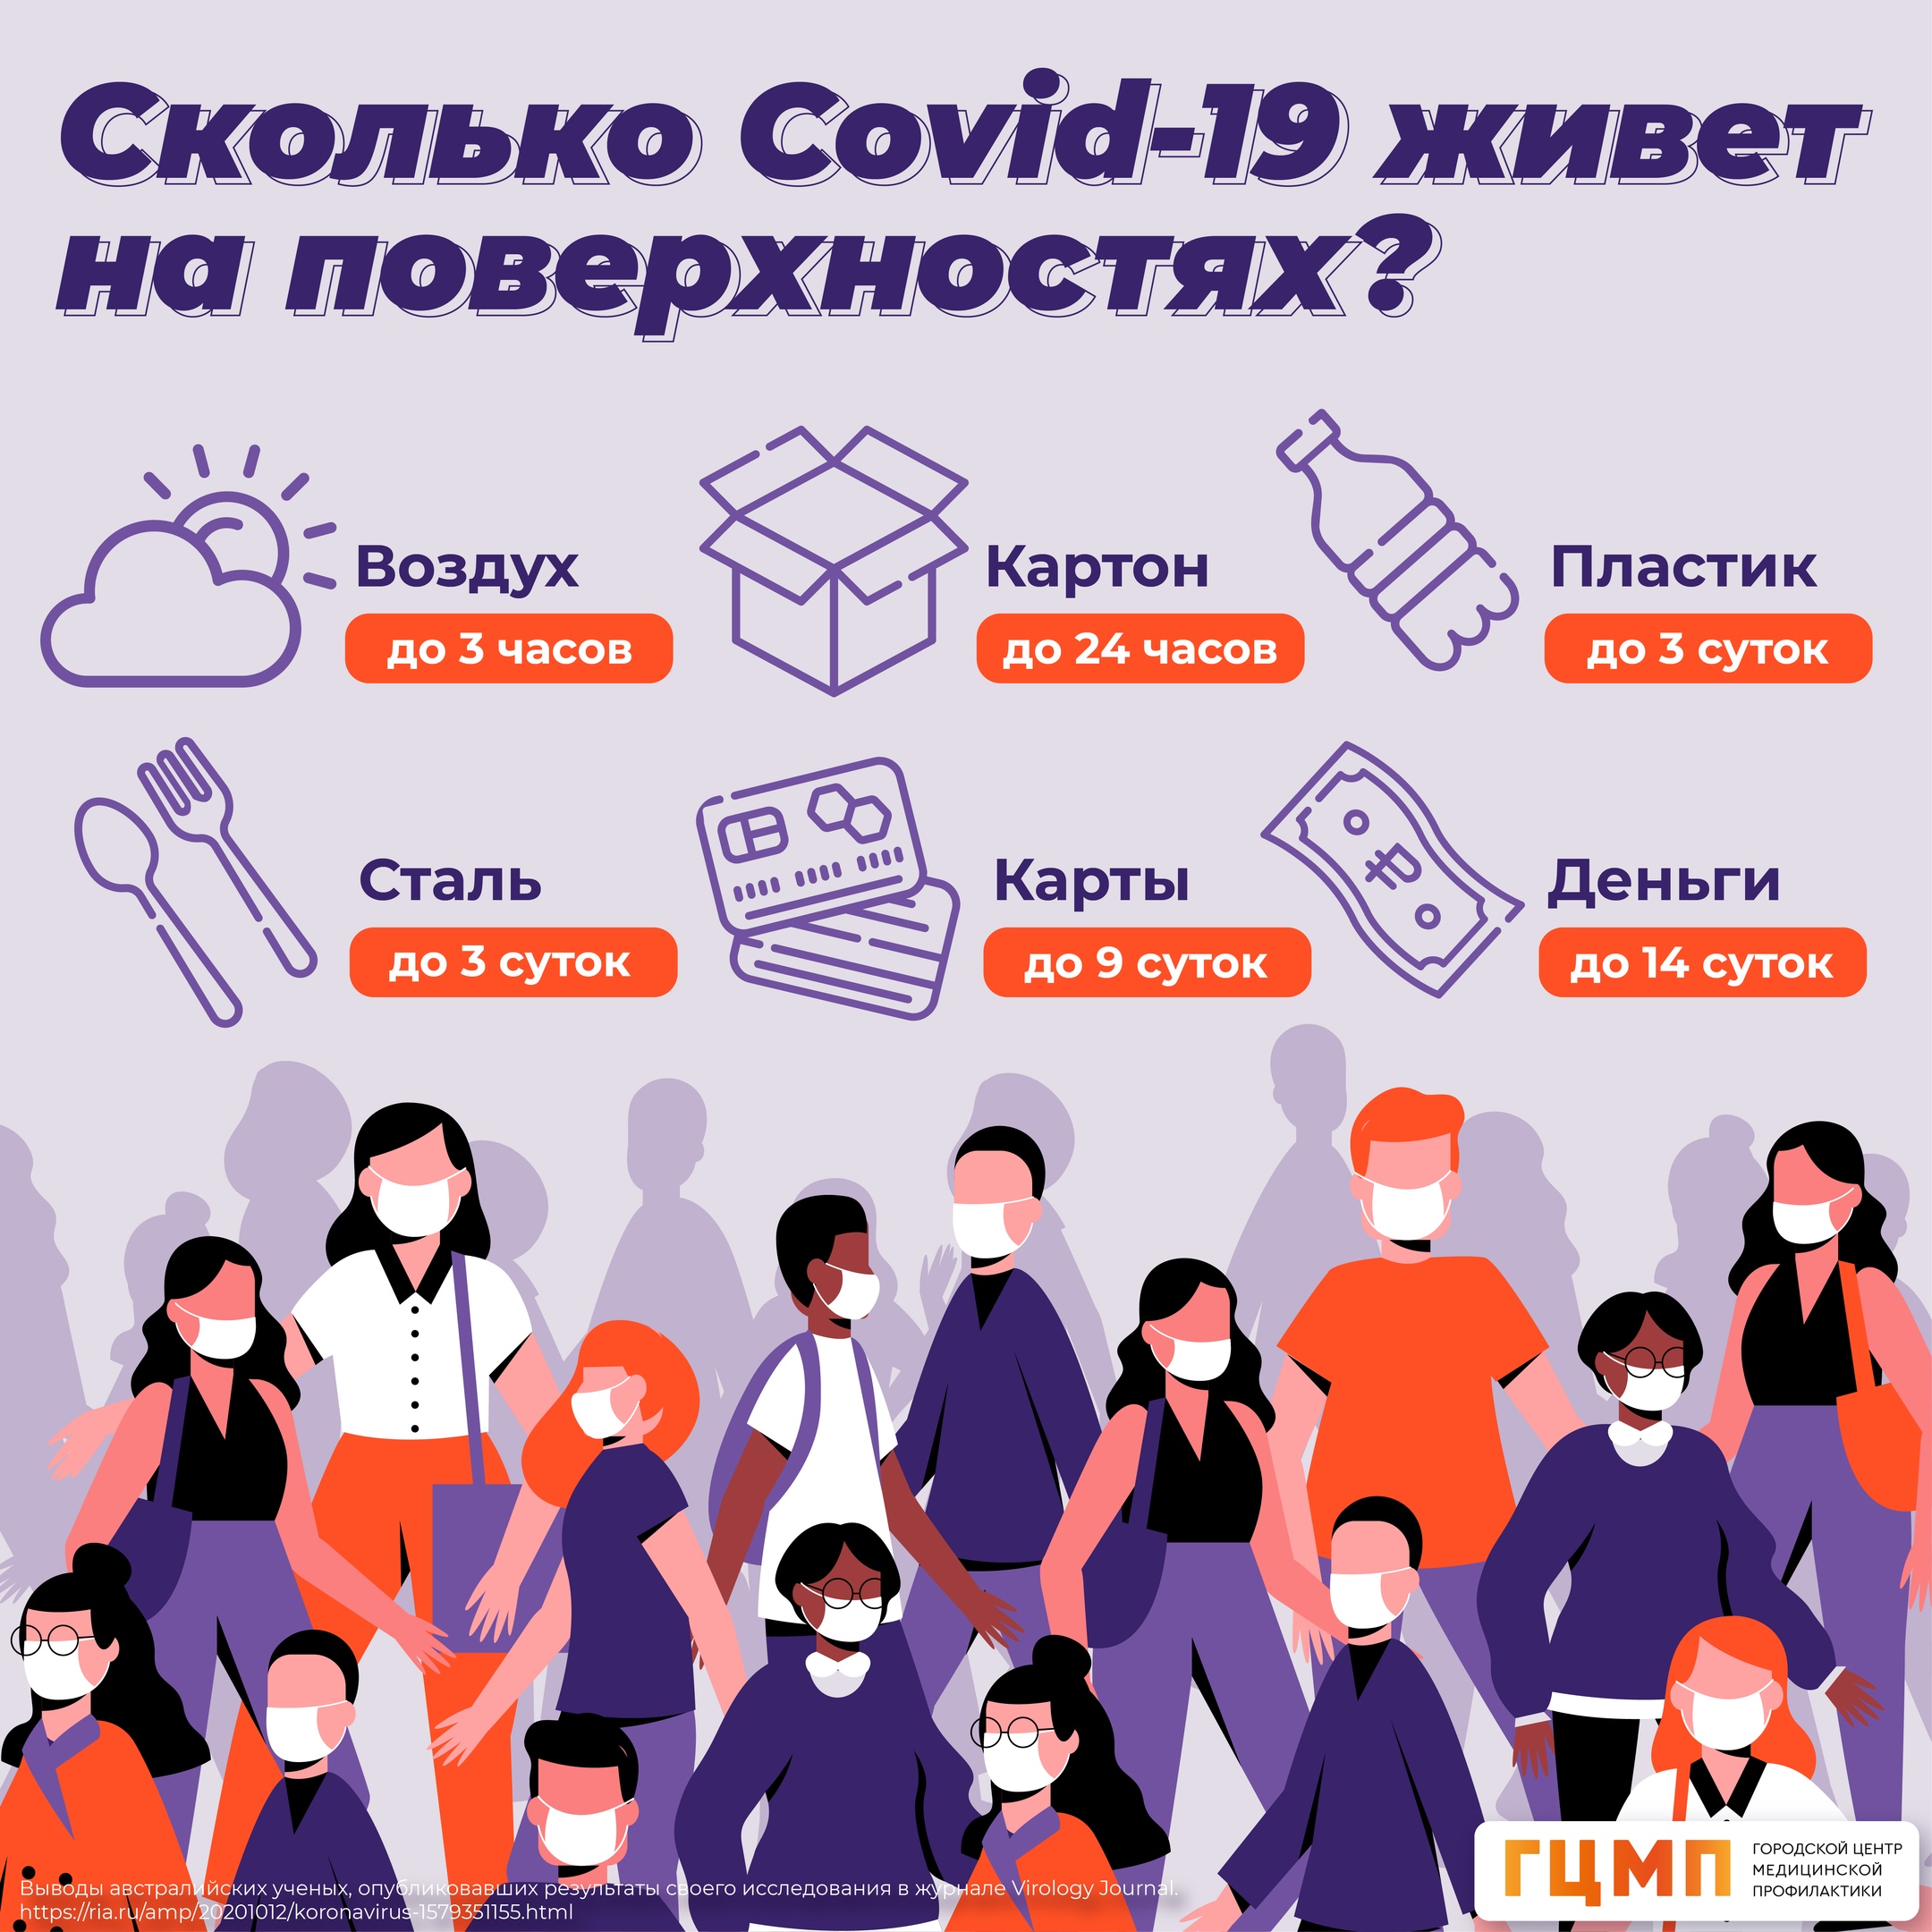 Сколько Covid-19 живет
на поверхностях?
Воздух
до 3 часов
Картон
до 24 часов
Пластик
до 3 суток
Сталь
до 3 суток
Карты
до 9 суток
Деньги
до 14 суток
Выводы австралийских ученых, опубликовавших результаты своего исследования в журнале Virology Journal.
https://ria.ru/amp/20201012/koronavirus-1579351155.html
ГЦМП
ГОРОДСКОЙ ЦЕНТР
МЕДИЦИНСКОЙ
ПРОФИЛАКТИКИ